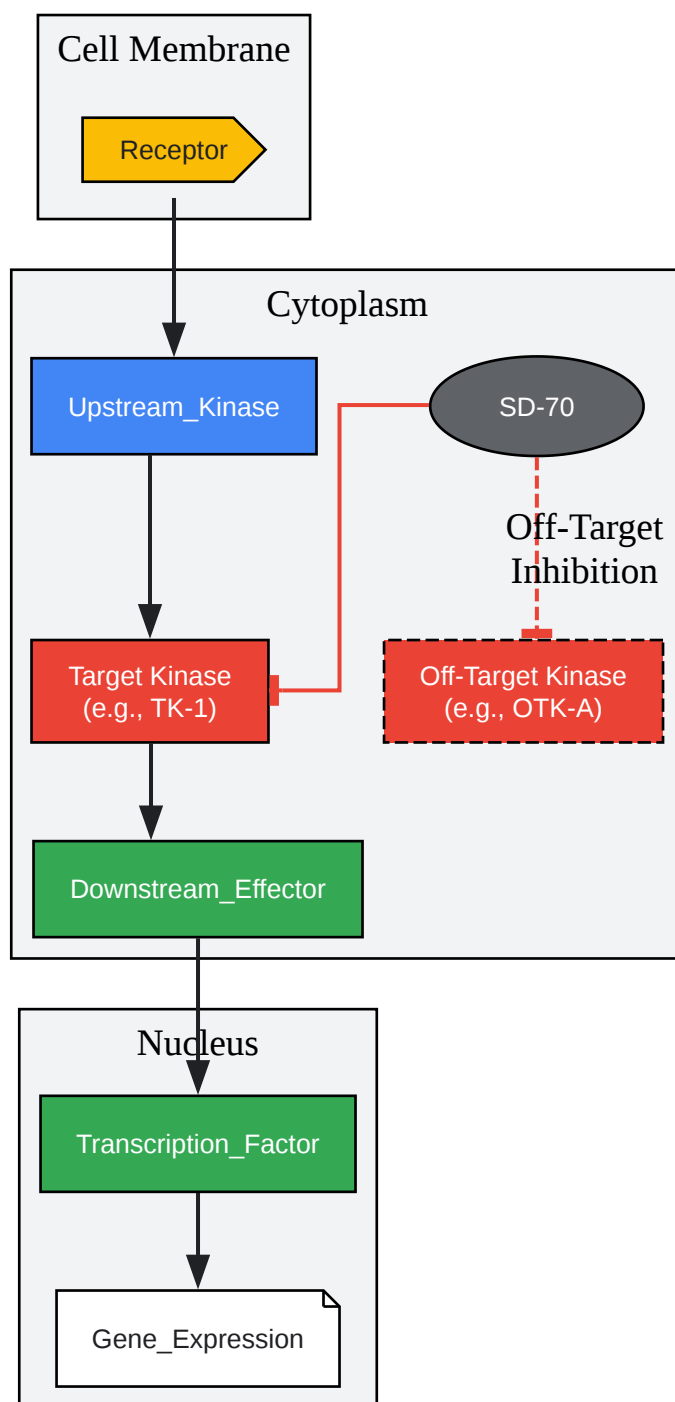 Cell Membrane
Receptor
Cytoplasm
Upstream_Kinase
SD-70
Off-Target
Inhibition
Target Kinase
(e.g., TK-1)
Off-Target Kinase
(e.g., OTK-A)
Downstream_Effector
Nucleus
Transcription_Factor
Gene_Expression